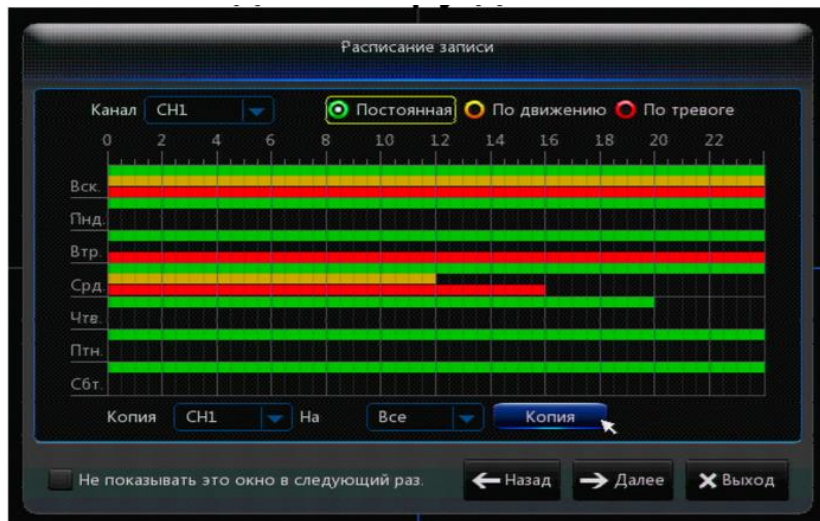 Расписание записи
Канал CH1 Постоянная По движению По тревоге
0 2 4 6 8 10 12 14 16 18 20 22
Вск.
Пнд.
Втр.
Срд.
Чтв.
Птн.
Сбт.
Копия CH1 На Все Копия
Не показывать это окно в следующий раз. Назад Далее Выход